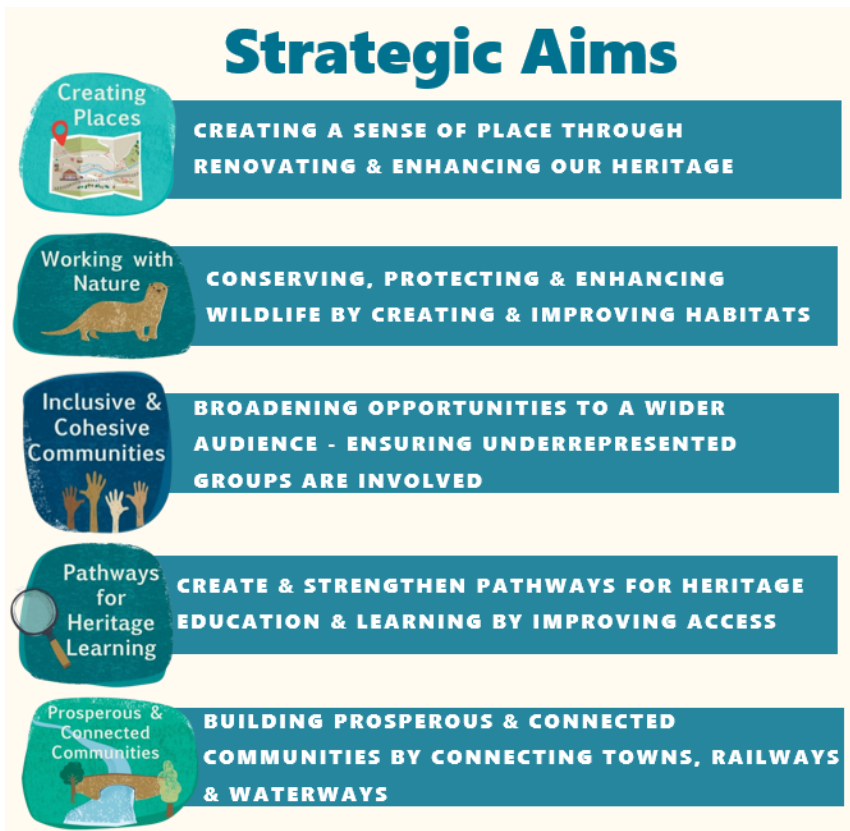 Strategic Aims
Creating
Places
CREATING A SENSE OF PLACE THROUGH
RENOVATING & ENHANCING OUR HERITAGE
Working with
Nature
CONSERVING, PROTECTING & ENHANCING
WILDLIFE BY CREATING & IMPROVING HABITATS
Inclusive &
Cohesive
Communities
BROADENING OPPORTUNITIES TO A WIDER
AUDIENCE - ENSURING UNDERREPRESENTED
GROUPS ARE INVOLVED
Pathways
for
Heritage
Learning
CREATE & STRENGTHEN PATHWAYS FOR HERITAGE
EDUCATION & LEARNING BY IMPROVING ACCESS
Prosperous &
Connected
Communities
BUILDING PROSPEROUS & CONNECTED
COMMUNITIES BY CONNECTING TOWNS, RAILWAYS
& WATERWAYS